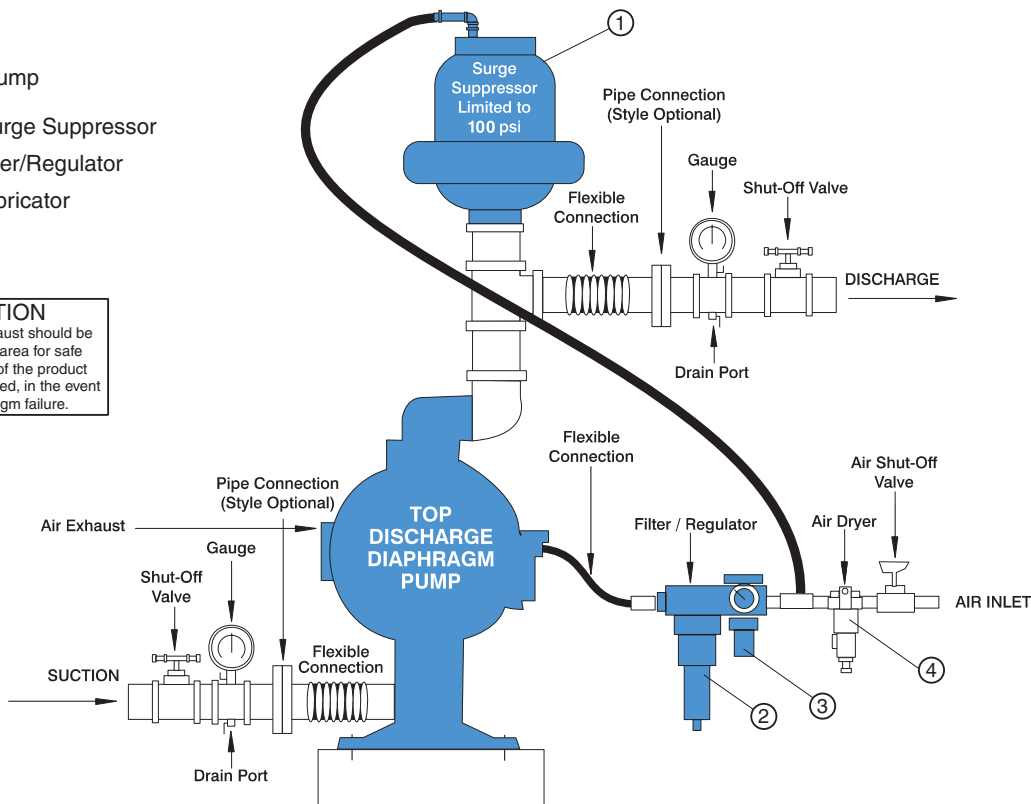 ump
urge Suppressor
er/Regulator
bricator
TION
aust should be
area for safe
of the product
ed, in the event
gm failure.
1
Surge
Suppressor
Limited to
100 psi
Pipe Connection
(Style Optional)
Gauge
Shut-Off Valve
Flexible
Connection
DISCHARGE
Drain Port
Flexible
Connection
Air Shut-Off
Valve
Pipe Connection
(Style Optional)
Air Exhaust
TOP
DISCHARGE
DIAPHRAGM
PUMP
Filter / Regulator
Air Dryer
Gauge
Shut-Off
Valve
AIR INLET
Flexible
Connection
SUCTION
4
3
2
Drain Port